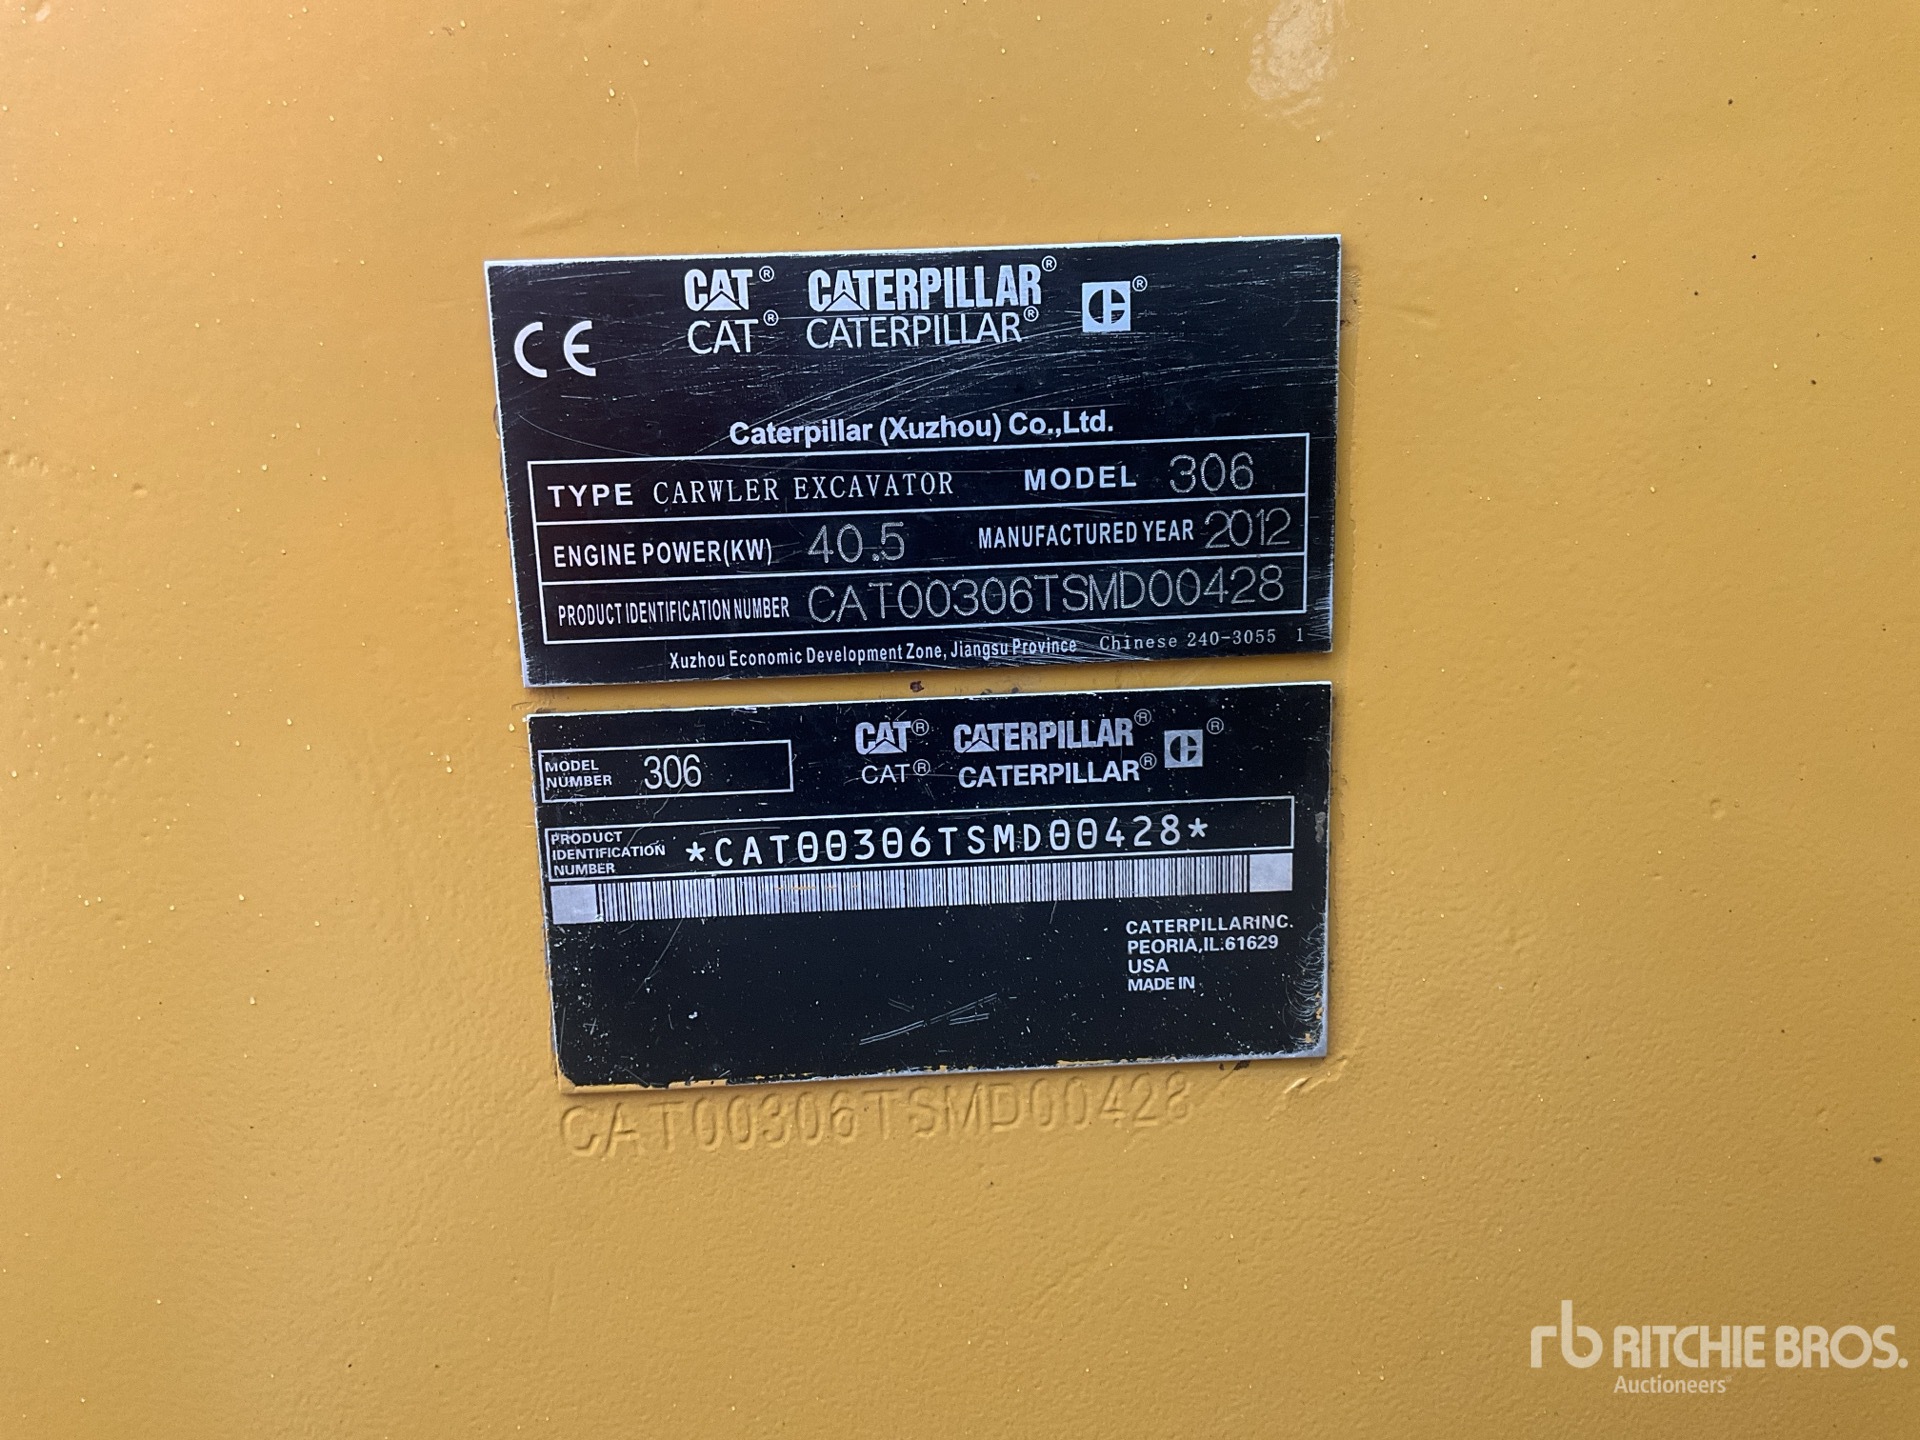 CAT® CATERPILLAR®
CE CAT® CATERPILLAR® CE®
Caterpillar (Xuzhou) Co.,Ltd.
TYPE CARWLER EXCAVATOR MODEL 306
ENGINE POWER(KW) 40.5 MANUFACTURED YEAR 2012
PRODUCT IDENTIFICATION NUMBER CAT00306TSMD00428
Xuzhou Economic Development Zone, Jiangsu Province Chinese 240-3055 1
CAT® CATERPILLAR® CE®
CAT® CATERPILLAR®
MODEL
NUMBER 306
PRODUCT
IDENTIFICATION
NUMBER *CAT00306TSMD00428*
CATERPILLARINC.
PEORIA,IL.61629
USA
MADE IN
CAT00306TSMD00428
rb RITCHIE BROS.
Auctioneers